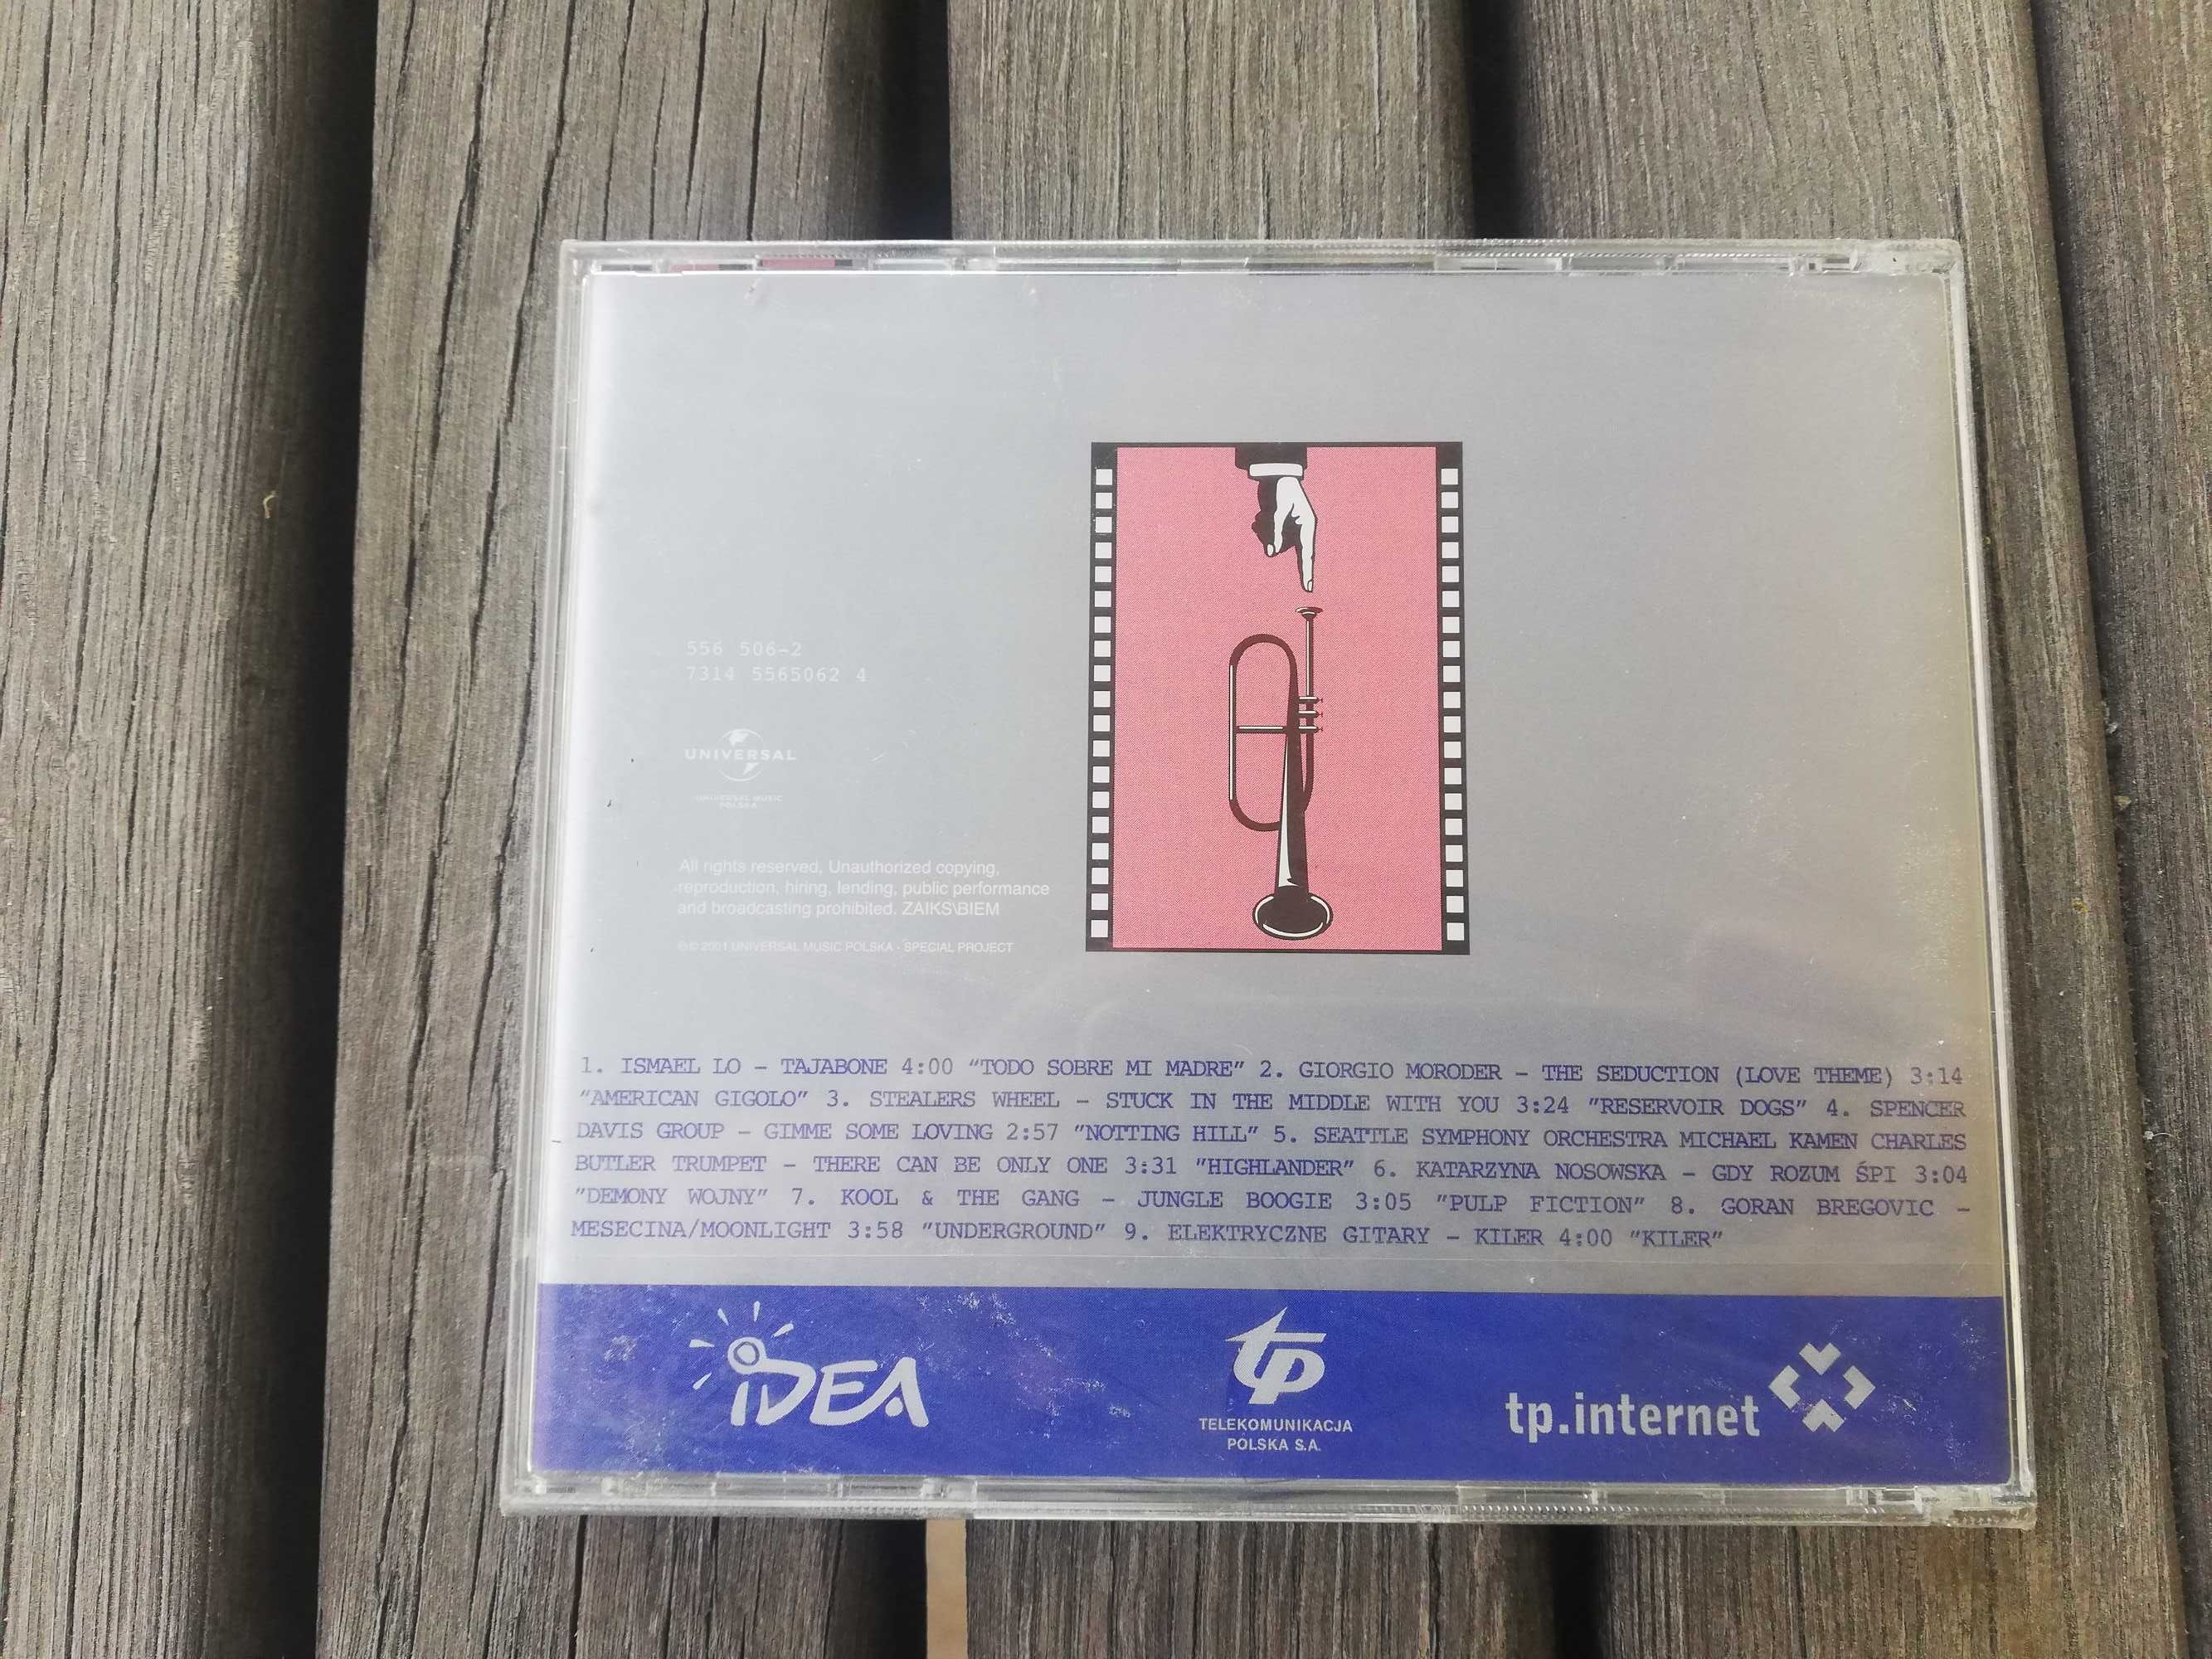 556 506-2
7314 5565062 4
UNIVERSAL
UNIVERSAL MUSIC
POLSKA
All rights reserved, Unauthorized copying,
reproduction, hiring, lending, public performance
and broadcasting prohibited. ZAIKS\BIEM
℗© 2001 UNIVERSAL MUSIC POLSKA - SPECIAL PROJECT
1. ISMAEL LO – TAJABONE 4:00 "TODO SOBRE MI MADRE" 2. GIORGIO MORODER – THE SEDUCTION (LOVE THEME) 3:14
"AMERICAN GIGOLO" 3. STEALERS WHEEL – STUCK IN THE MIDDLE WITH YOU 3:24 "RESERVOIR DOGS" 4. SPENCER
DAVIS GROUP – GIMME SOME LOVING 2:57 "NOTTING HILL" 5. SEATTLE SYMPHONY ORCHESTRA MICHAEL KAMEN CHARLES
BUTLER TRUMPET – THERE CAN BE ONLY ONE 3:31 "HIGHLANDER" 6. KATARZYNA NOSOWSKA – GDY ROZUM ŚPI 3:04
"DEMONY WOJNY" 7. KOOL & THE GANG – JUNGLE BOOGIE 3:05 "PULP FICTION" 8. GORAN BREGOVIC –
MESECINA/MOONLIGHT 3:58 "UNDERGROUND" 9. ELEKTRYCZNE GITARY – KILER 4:00 "KILER"
iDEA
tp
TELEKOMUNIKACJA
POLSKA S.A.
tp.internet